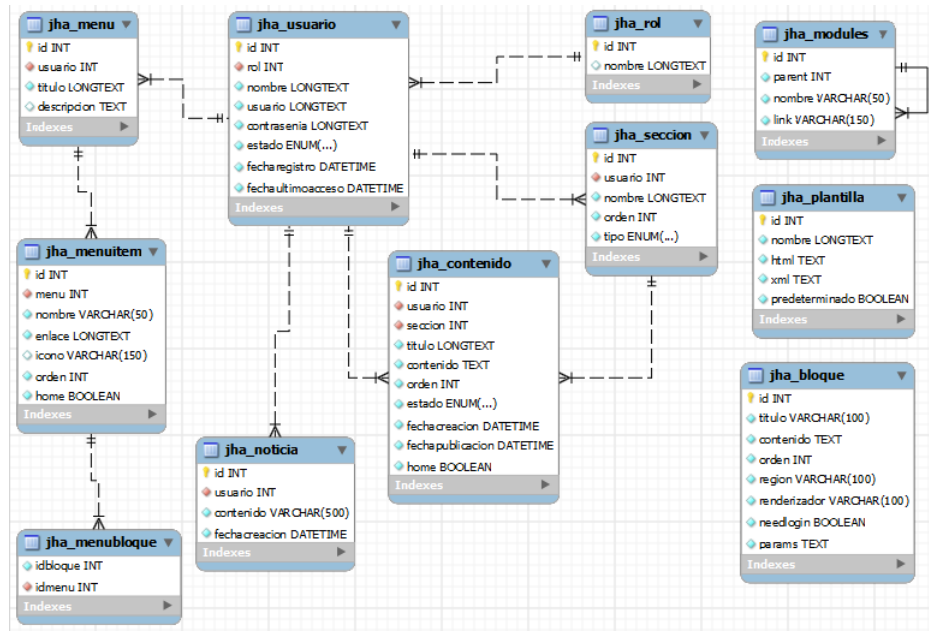 jha_menu
id INT
usuario INT
titulo LONGTEXT
descripcion TEXT
Indexes
jha_usuario
id INT
rol INT
nombre LONGTEXT
usuario LONGTEXT
contrasenia LONGTEXT
estado ENUM(...)
fecharegistro DATETIME
fechaultimoacceso DATETIME
Indexes
jha_rol
id INT
nombre LONGTEXT
Indexes
jha_modules
id INT
parent INT
nombre VARCHAR(50)
link VARCHAR(150)
Indexes
jha_seccion
id INT
usuario INT
nombre LONGTEXT
orden INT
tipo ENUM(...)
Indexes
jha_plantilla
id INT
nombre LONGTEXT
html TEXT
xml TEXT
predeterminado BOOLEAN
Indexes
jha_menuitem
id INT
menu INT
nombre VARCHAR(50)
enlace LONGTEXT
icono VARCHAR(150)
orden INT
home BOOLEAN
Indexes
jha_contenido
id INT
usuario INT
seccion INT
titulo LONGTEXT
contenido TEXT
orden INT
estado ENUM(...)
fechacreacion DATETIME
fechapublicacion DATETIME
home BOOLEAN
Indexes
jha_bloque
id INT
titulo VARCHAR(100)
contenido TEXT
orden INT
region VARCHAR(100)
renderizador VARCHAR(100)
needlogin BOOLEAN
params TEXT
Indexes
jha_noticia
id INT
usuario INT
contenido VARCHAR(500)
fechacreacion DATETIME
Indexes
jha_menubloque
idbloque INT
idmenu INT
Indexes